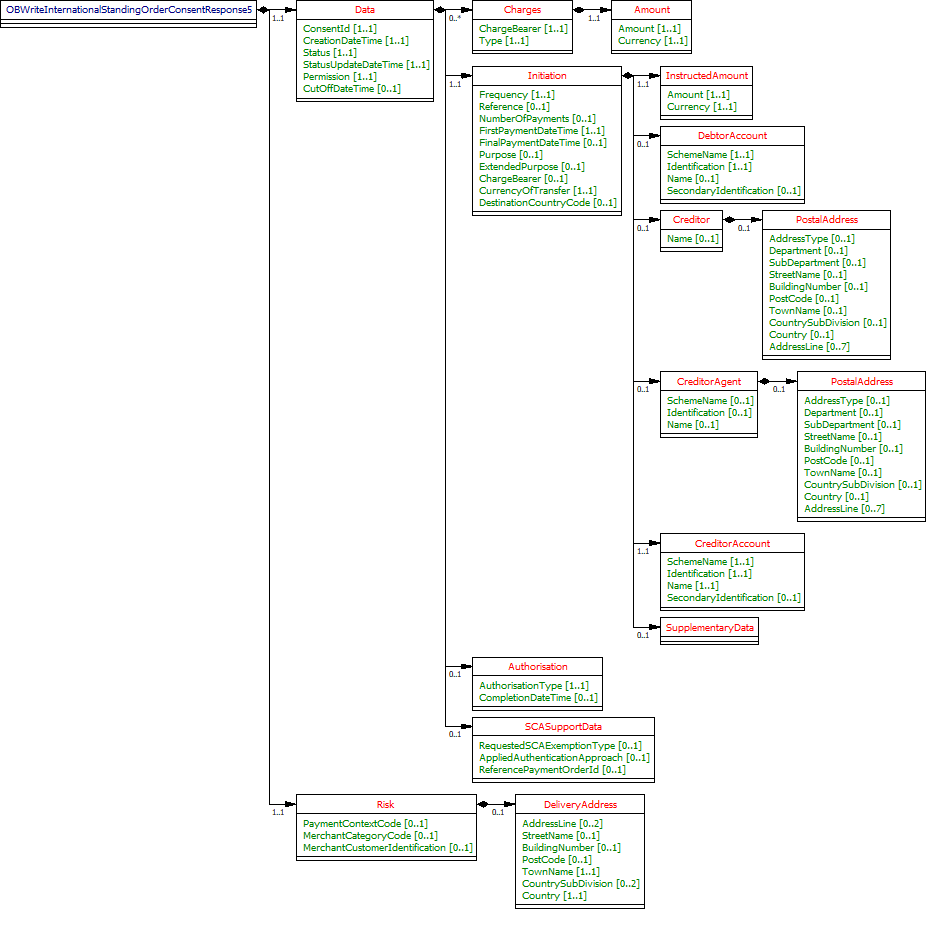 OBWriteInternationalStandingOrderConsentResponse5
1..1
Data
ConsentId [1..1]
CreationDateTime [1..1]
Status [1..1]
StatusUpdateDateTime [1..1]
Permission [1..1]
CutOffDateTime [0..1]
0..*
Charges
ChargeBearer [1..1]
Type [1..1]
1..1
Amount
Amount [1..1]
Currency [1..1]
1..1
Initiation
Frequency [1..1]
Reference [0..1]
NumberOfPayments [0..1]
FirstPaymentDateTime [1..1]
FinalPaymentDateTime [0..1]
Purpose [0..1]
ExtendedPurpose [0..1]
ChargeBearer [0..1]
CurrencyOfTransfer [1..1]
DestinationCountryCode [0..1]
1..1
InstructedAmount
Amount [1..1]
Currency [1..1]
0..1
DebtorAccount
SchemeName [1..1]
Identification [1..1]
Name [0..1]
SecondaryIdentification [0..1]
0..1
Creditor
Name [0..1]
0..1
PostalAddress
AddressType [0..1]
Department [0..1]
SubDepartment [0..1]
StreetName [0..1]
BuildingNumber [0..1]
PostCode [0..1]
TownName [0..1]
CountrySubDivision [0..1]
Country [0..1]
AddressLine [0..7]
0..1
CreditorAgent
SchemeName [0..1]
Identification [0..1]
Name [0..1]
0..1
PostalAddress
AddressType [0..1]
Department [0..1]
SubDepartment [0..1]
StreetName [0..1]
BuildingNumber [0..1]
PostCode [0..1]
TownName [0..1]
CountrySubDivision [0..1]
Country [0..1]
AddressLine [0..7]
1..1
CreditorAccount
SchemeName [1..1]
Identification [1..1]
Name [1..1]
SecondaryIdentification [0..1]
0..1
SupplementaryData
0..1
Authorisation
AuthorisationType [1..1]
CompletionDateTime [0..1]
0..1
SCASupportData
RequestedSCAExemptionType [0..1]
AppliedAuthenticationApproach [0..1]
ReferencePaymentOrderId [0..1]
1..1
Risk
PaymentContextCode [0..1]
MerchantCategoryCode [0..1]
MerchantCustomerIdentification [0..1]
0..1
DeliveryAddress
AddressLine [0..2]
StreetName [0..1]
BuildingNumber [0..1]
PostCode [0..1]
TownName [1..1]
CountrySubDivision [0..2]
Country [1..1]